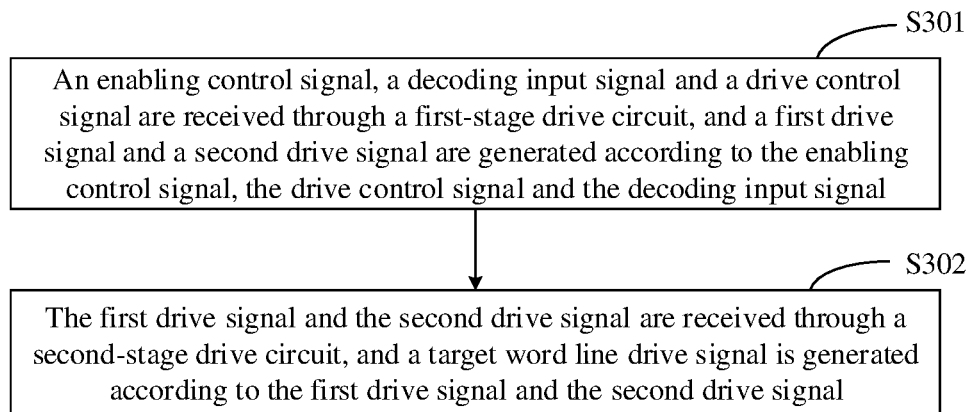 S301
An enabling control signal, a decoding input signal and a drive control
signal are received through a first-stage drive circuit, and a first drive
signal and a second drive signal are generated according to the enabling
control signal, the drive control signal and the decoding input signal
S302
The first drive signal and the second drive signal are received through a
second-stage drive circuit, and a target word line drive signal is generated
according to the first drive signal and the second drive signal